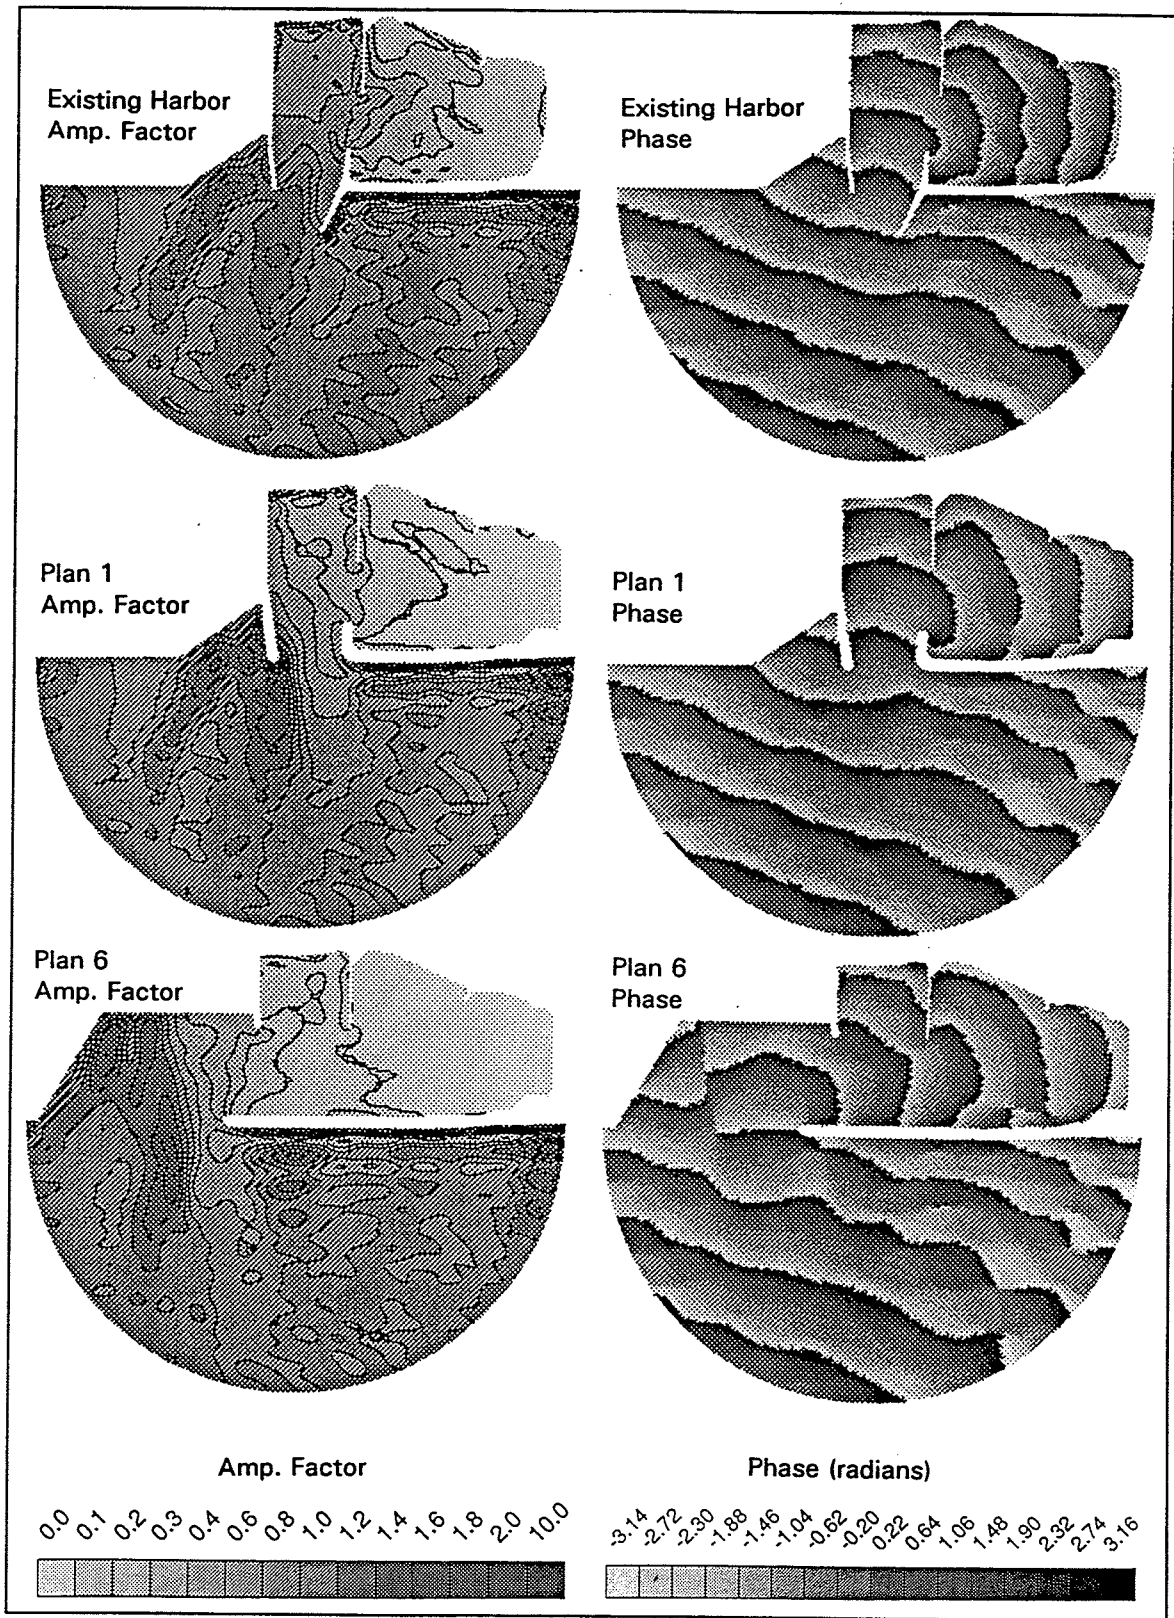 Existing Harbor
Amp. Factor
Existing Harbor
Phase
Plan 1
Amp. Factor
Plan 1
Phase
Plan 6
Amp. Factor
Plan 6
Phase
Amp. Factor
0.0 0.1 0.2 0.3 0.4 0.6 0.8 1.0 1.2 1.4 1.6 1.8 2.0 10.0
Phase (radians)
-3.14 -2.72 -2.30 -1.88 -1.46 -1.04 -0.62 -0.20 0.22 0.64 1.06 1.48 1.90 2.32 2.74 3.16